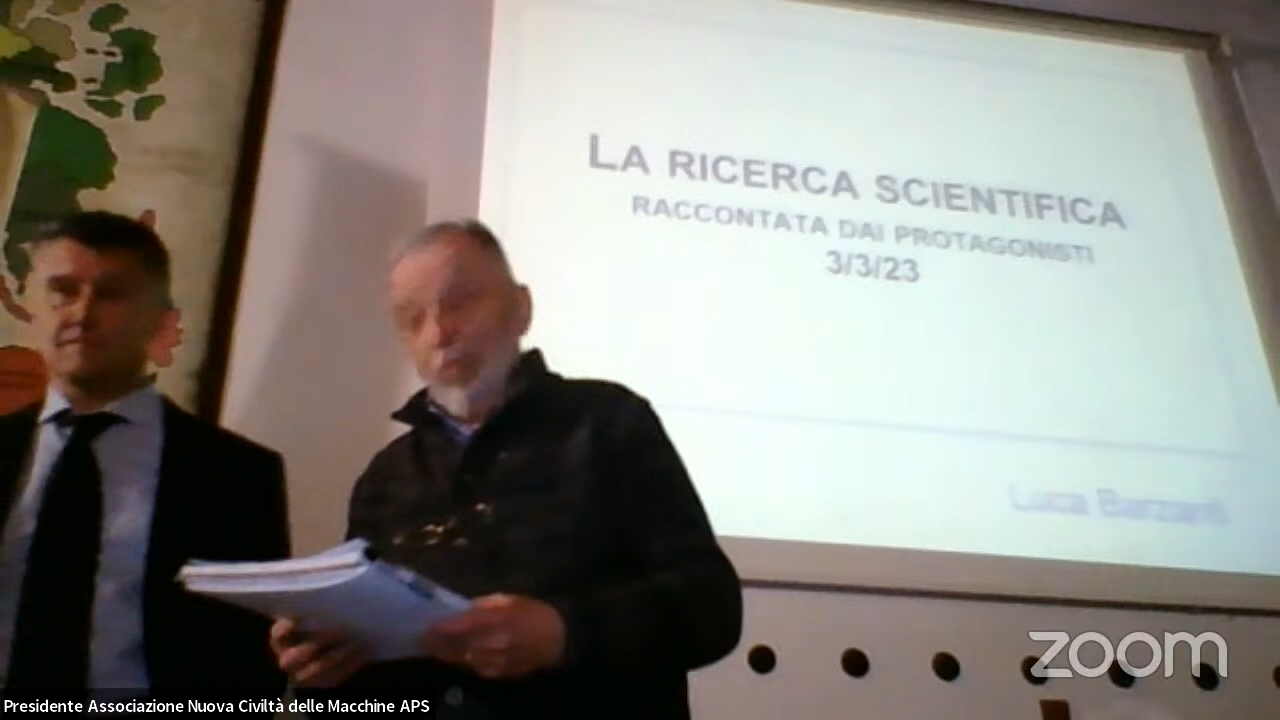 LA RICERCA SCIENTIFICA
RACCONTATA DAI PROTAGONISTI
3/3/23
Luca Barzanti
zoom
Presidente Associazione Nuova Civiltà delle Macchine APS